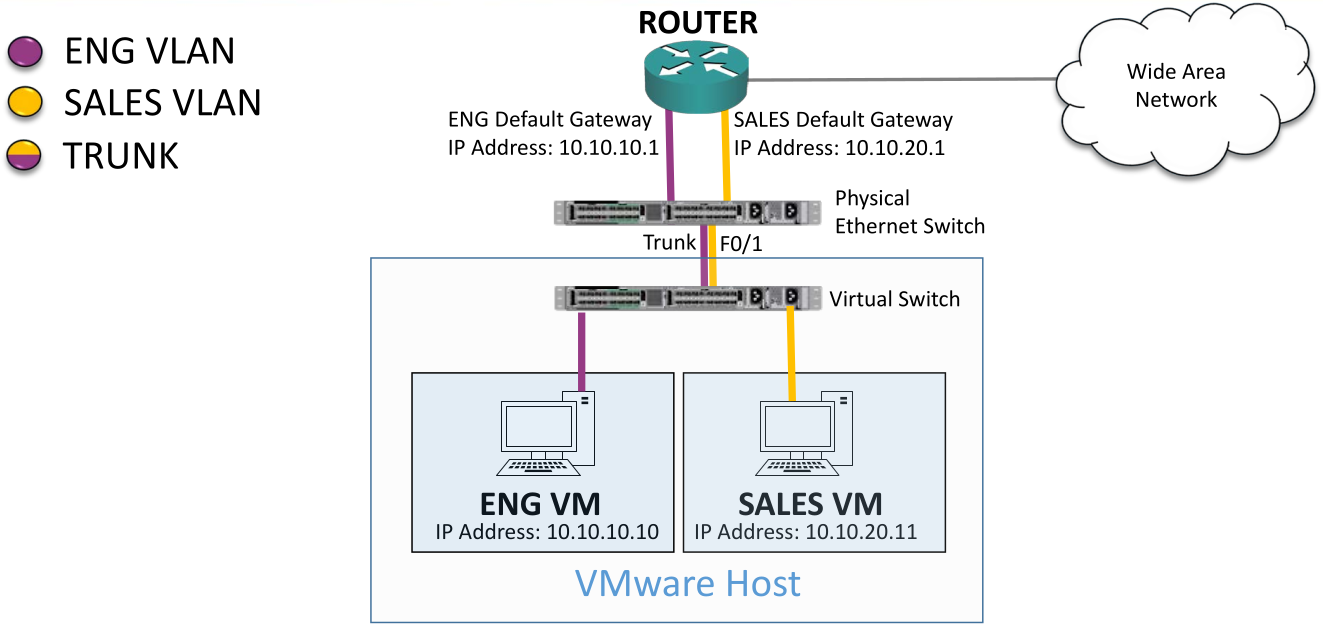 ROUTER
ENG VLAN
SALES VLAN
TRUNK
Wide Area
Network
ENG Default Gateway
IP Address: 10.10.10.1
SALES Default Gateway
IP Address: 10.10.20.1
Physical
Ethernet Switch
Trunk
F0/1
Virtual Switch
ENG VM
IP Address: 10.10.10.10
SALES VM
IP Address: 10.10.20.11
VMware Host